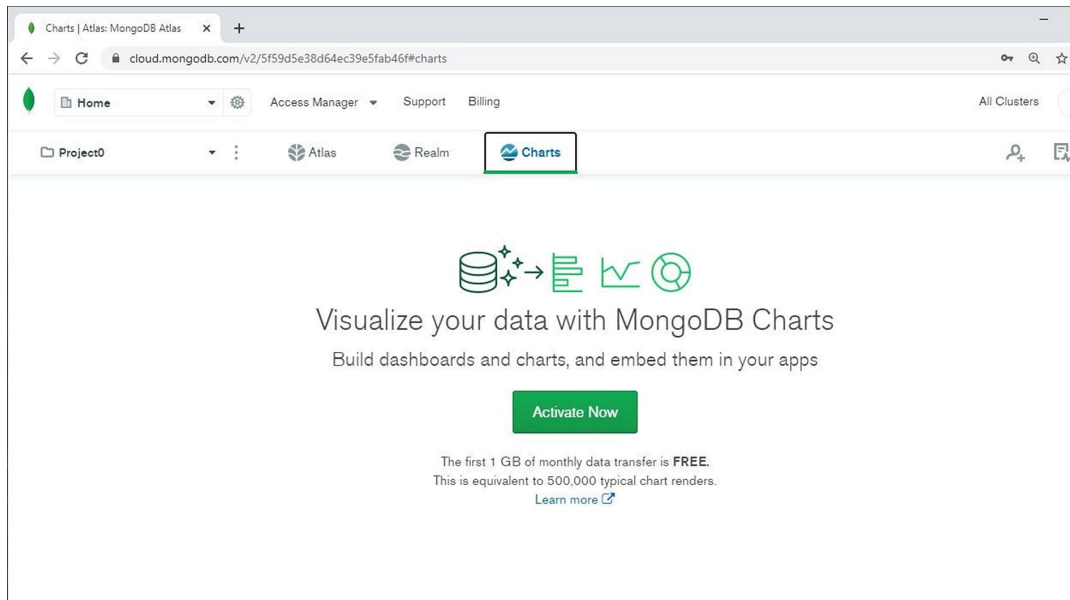 Charts | Atlas: MongoDB Atlas
cloud.mongodb.com/v2/5f59d5e38d64ec39e5fab46f#charts
Home Access Manager Support Billing All Clusters
Project0 Atlas Realm Charts
Visualize your data with MongoDB Charts
Build dashboards and charts, and embed them in your apps
Activate Now
The first 1 GB of monthly data transfer is FREE.
This is equivalent to 500,000 typical chart renders.
Learn more